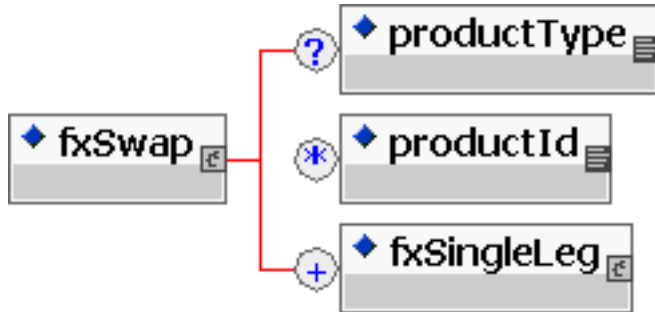 ? productType
fxSwap
* productId
+ fxSingleLeg